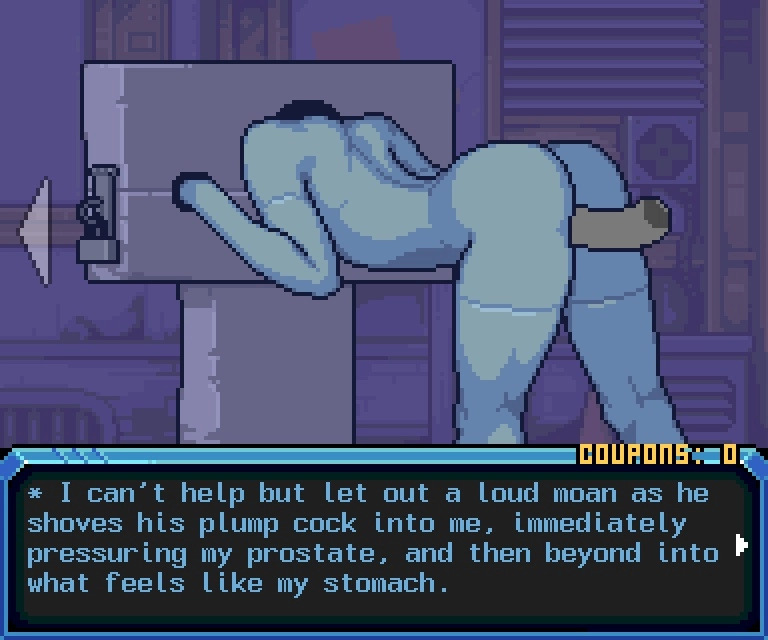 COUPONS: 0
* I can't help but let out a loud moan as he
shoves his plump cock into me, immediately
pressuring my prostate, and then beyond into
what feels like my stomach.